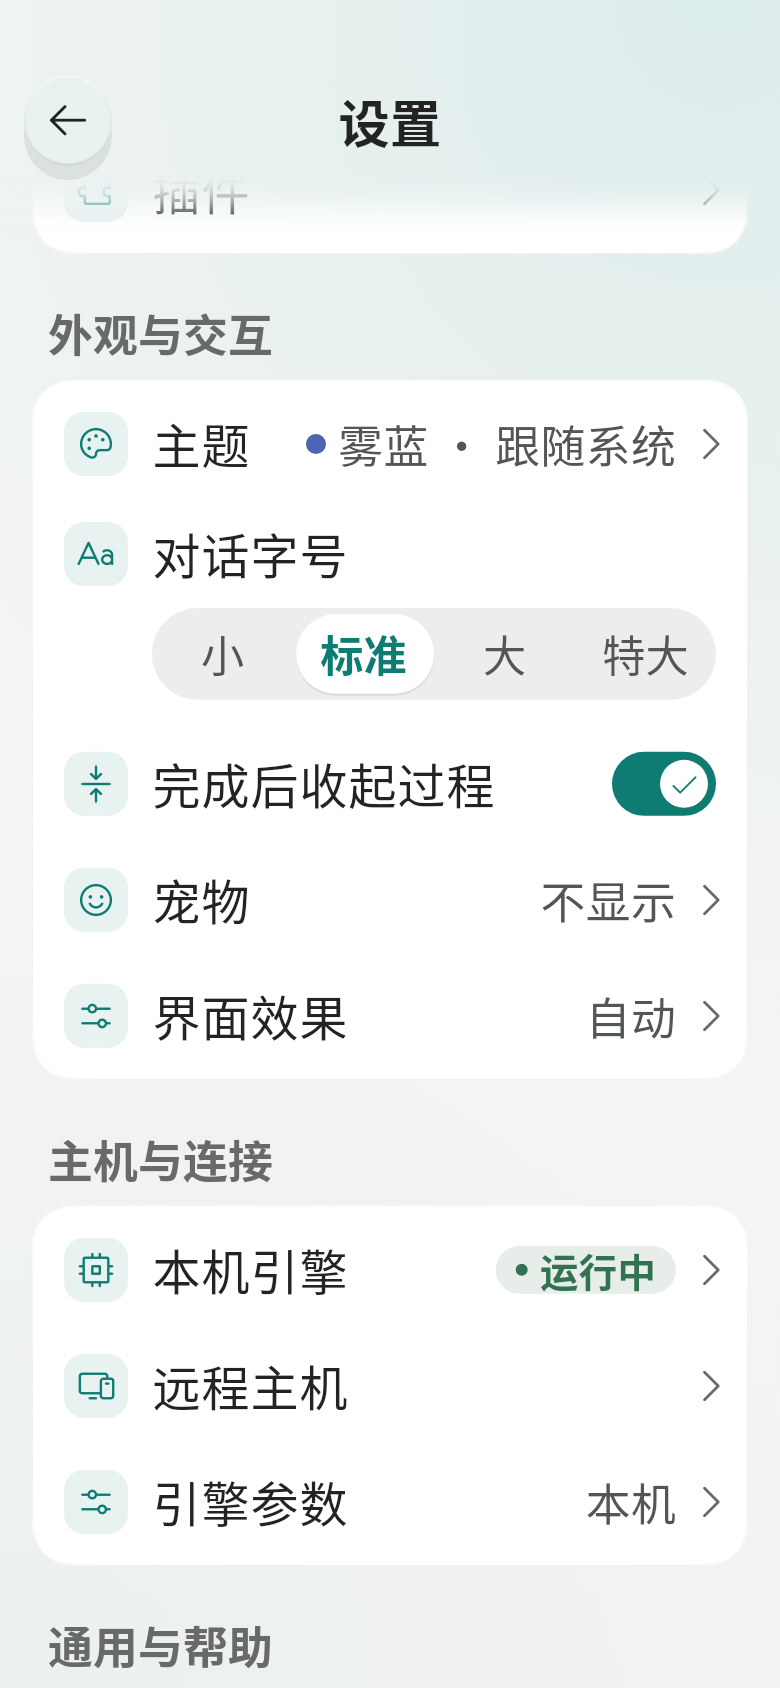 设置
插件
外观与交互
主题 雾蓝 · 跟随系统
Aa 对话字号
小 标准 大 特大
完成后收起过程
宠物 不显示
界面效果 自动
主机与连接
本机引擎 • 运行中
远程主机
引擎参数 本机
通用与帮助